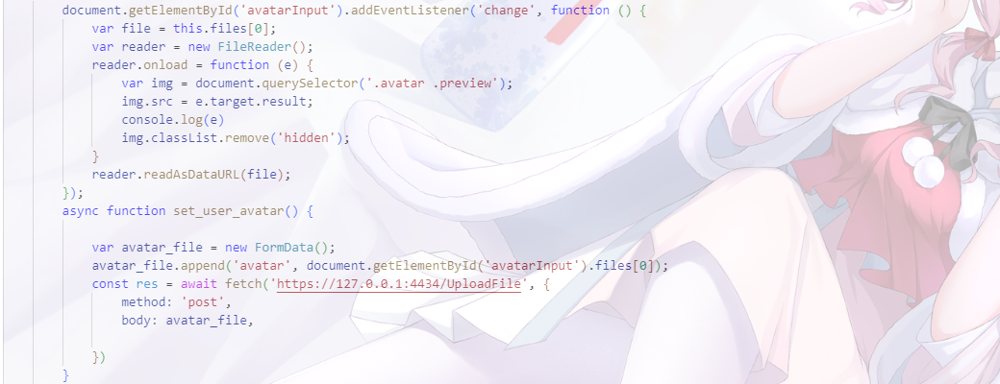 document.getElementById('avatarInput').addEventListener('change', function () {
var file = this.files[0];
var reader = new FileReader();
reader.onload = function (e) {
var img = document.querySelector('.avatar .preview');
img.src = e.target.result;
console.log(e)
img.classList.remove('hidden');
}
reader.readAsDataURL(file);
});
async function set_user_avatar() {
var avatar_file = new FormData();
avatar_file.append('avatar', document.getElementById('avatarInput').files[0]);
const res = await fetch('https://127.0.0.1:4434/UploadFile', {
method: 'post',
body: avatar_file,
})
}